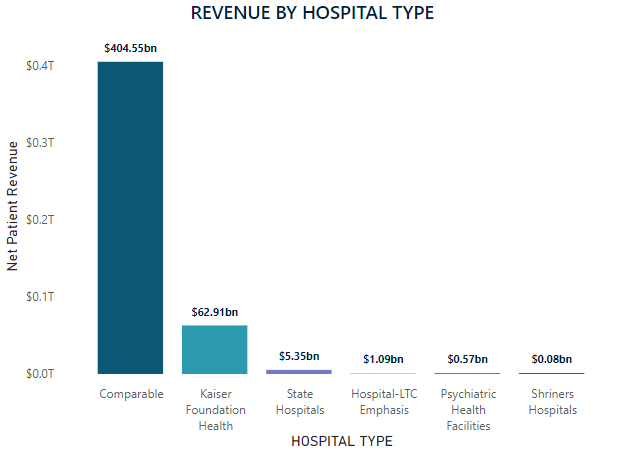 REVENUE BY HOSPITAL TYPE
$404.55bn
$0.4T
$0.3T
$0.2T
$0.1T
$0.0T
Net Patient Revenue
$62.91bn
$5.35bn
$1.09bn
$0.57bn
$0.08bn
Comparable
Kaiser
Foundation
Health
State
Hospitals
Hospital-LTC
Emphasis
Psychiatric
Health
Facilities
Shriners
Hospitals
HOSPITAL TYPE